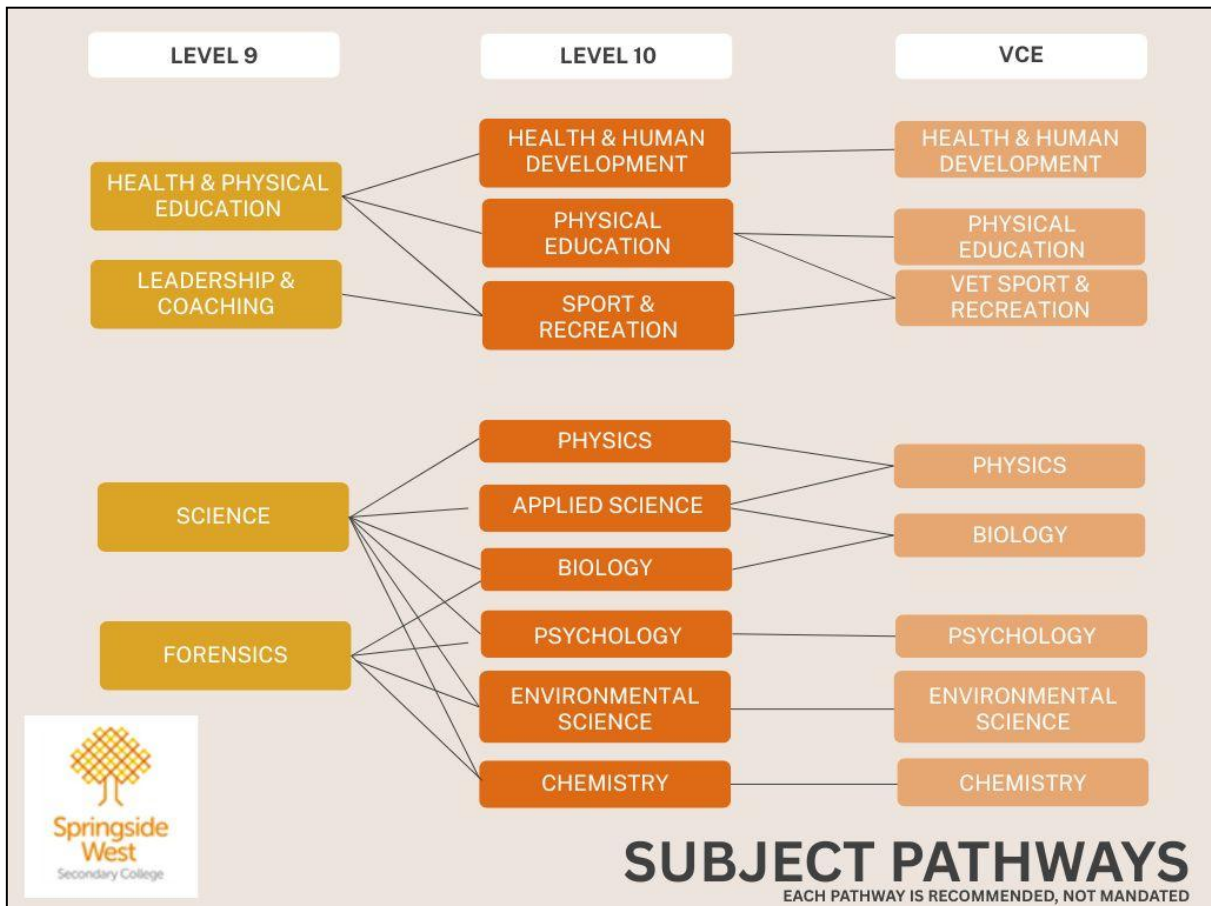 LEVEL 9
LEVEL 10
VCE
HEALTH & PHYSICAL
EDUCATION
LEADERSHIP &
COACHING
HEALTH & HUMAN
DEVELOPMENT
PHYSICAL
EDUCATION
SPORT &
RECREATION
HEALTH & HUMAN
DEVELOPMENT
PHYSICAL
EDUCATION
VET SPORT &
RECREATION
SCIENCE
FORENSICS
PHYSICS
APPLIED SCIENCE
BIOLOGY
PSYCHOLOGY
ENVIRONMENTAL
SCIENCE
CHEMISTRY
PHYSICS
BIOLOGY
PSYCHOLOGY
ENVIRONMENTAL
SCIENCE
CHEMISTRY
Springside
West
Secondary College
SUBJECT PATHWAYS
EACH PATHWAY IS RECOMMENDED, NOT MANDATED